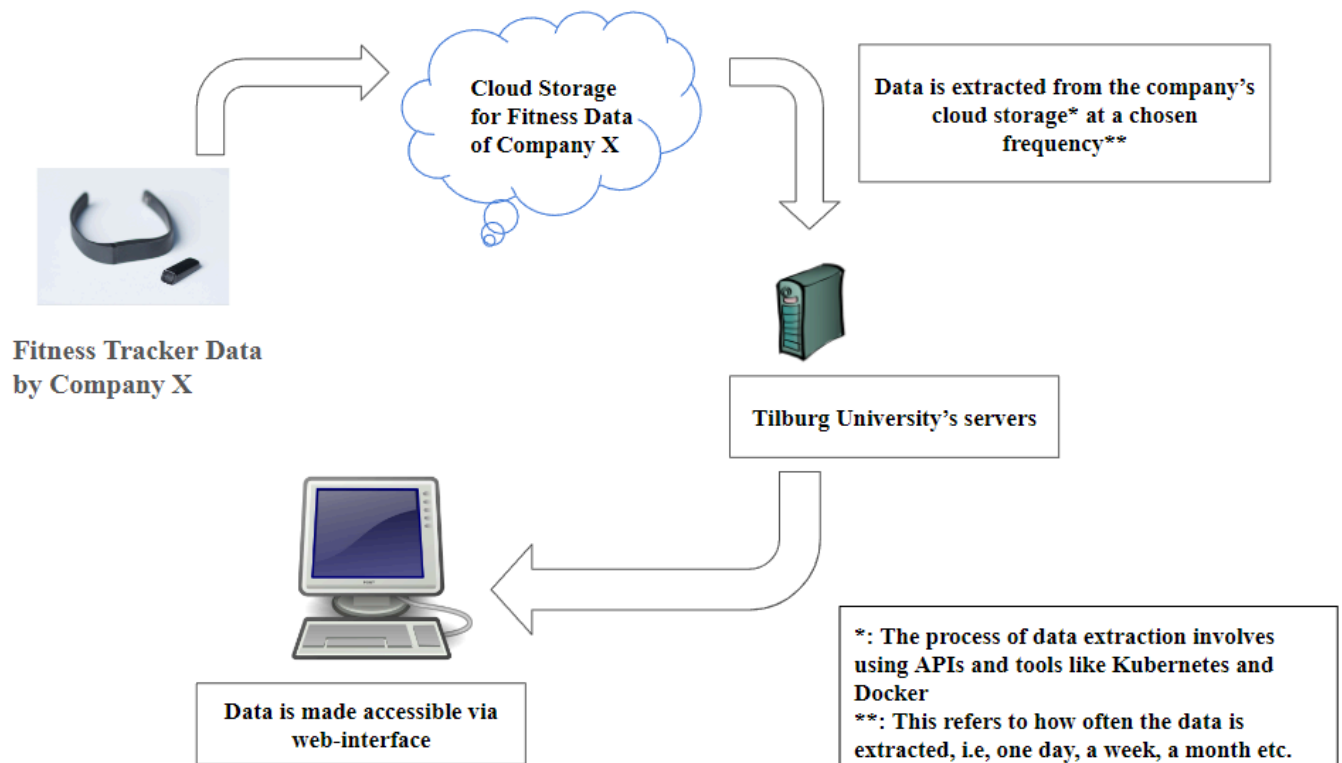 Cloud Storage
for Fitness Data
of Company X
Data is extracted from the company's
cloud storage* at a chosen
frequency**
Fitness Tracker Data
by Company X
Tilburg University's servers
Data is made accessible via
web-interface
*: The process of data extraction involves
using APIs and tools like Kubernetes and
Docker
**: This refers to how often the data is
extracted, i.e, one day, a week, a month etc.